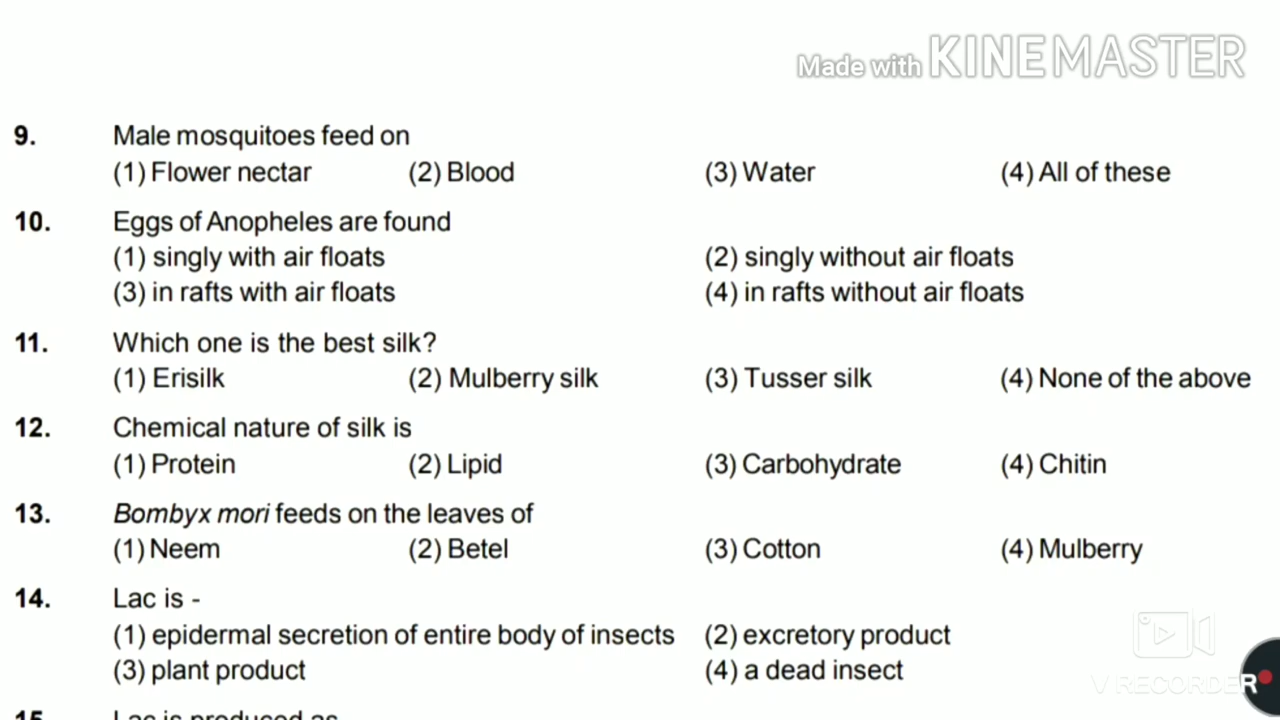 Made with KINEMASTER
9. Male mosquitoes feed on
(1) Flower nectar (2) Blood (3) Water (4) All of these
10. Eggs of Anopheles are found
(1) singly with air floats (2) singly without air floats
(3) in rafts with air floats (4) in rafts without air floats
11. Which one is the best silk?
(1) Erisilk (2) Mulberry silk (3) Tusser silk (4) None of the above
12. Chemical nature of silk is
(1) Protein (2) Lipid (3) Carbohydrate (4) Chitin
13. Bombyx mori feeds on the leaves of
(1) Neem (2) Betel (3) Cotton (4) Mulberry
14. Lac is -
(1) epidermal secretion of entire body of insects (2) excretory product
(3) plant product (4) a dead insect
V RECORDER
15. Lac is produced as